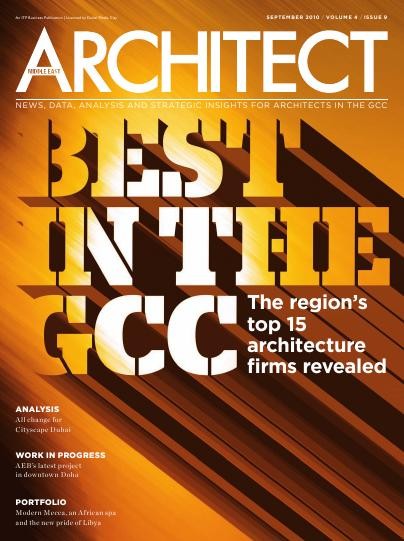 An ITP Business Publication | Licensed by Dubai Media City
SEPTEMBER 2010 / VOLUME 4 / ISSUE 9
ARCHITECT
MIDDLE EAST
NEWS, DATA, ANALYSIS AND STRATEGIC INSIGHTS FOR ARCHITECTS IN THE GCC
BEST
IN THE
GCC
The region's
top 15
architecture
firms revealed
ANALYSIS
All change for
Cityscape Dubai
WORK IN PROGRESS
AEB's latest project
in downtown Doha
PORTFOLIO
Modern Mecca, an African spa
and the new pride of Libya